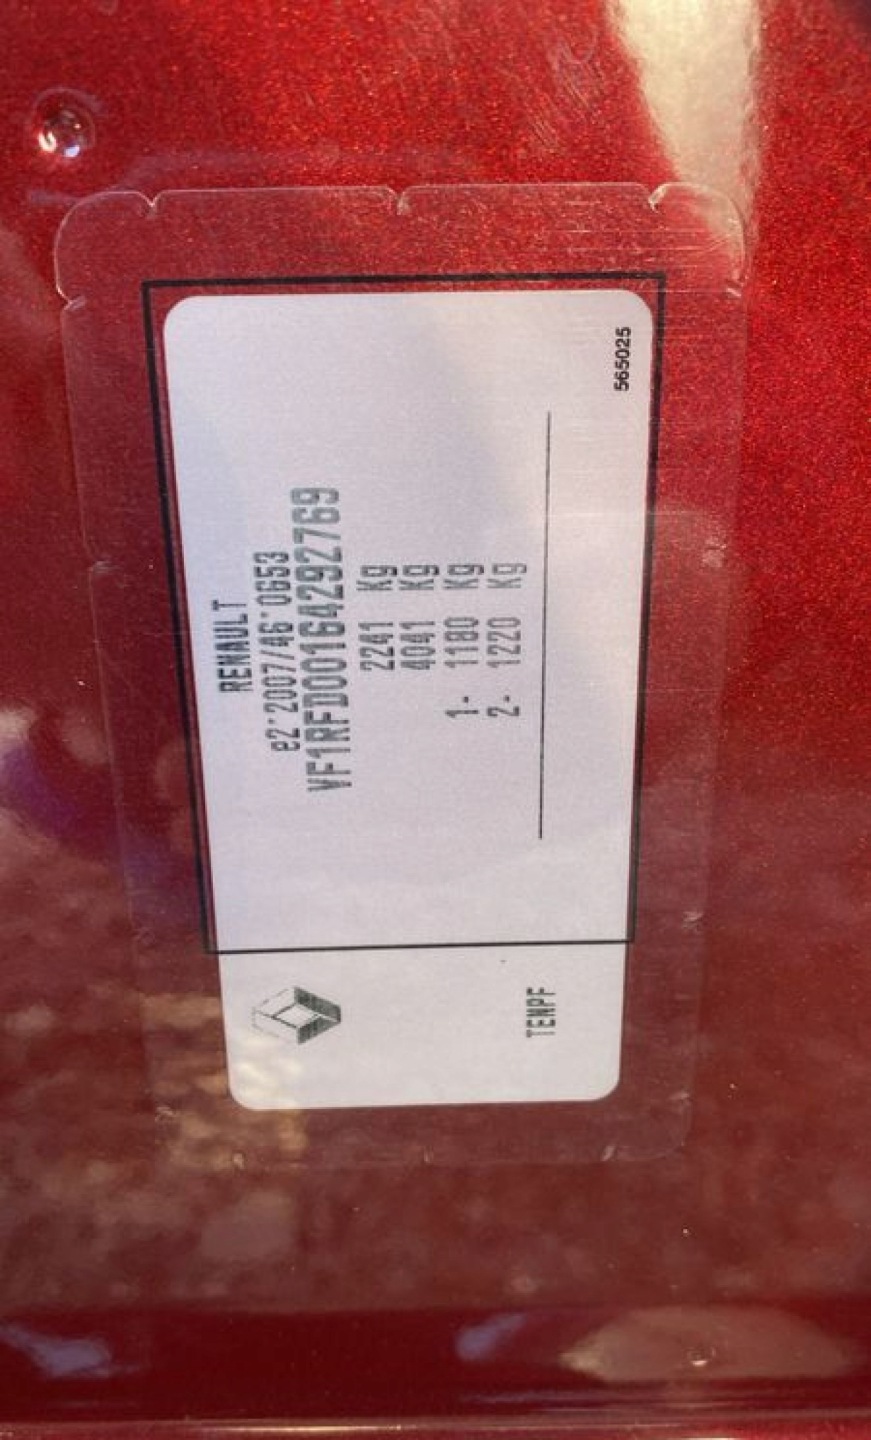 RENAULT
e2*2007/46*0653
VF1RFD00164292769
2241 Kg
4041 Kg
1- 1180 Kg
2- 1220 Kg
TENPF
565025